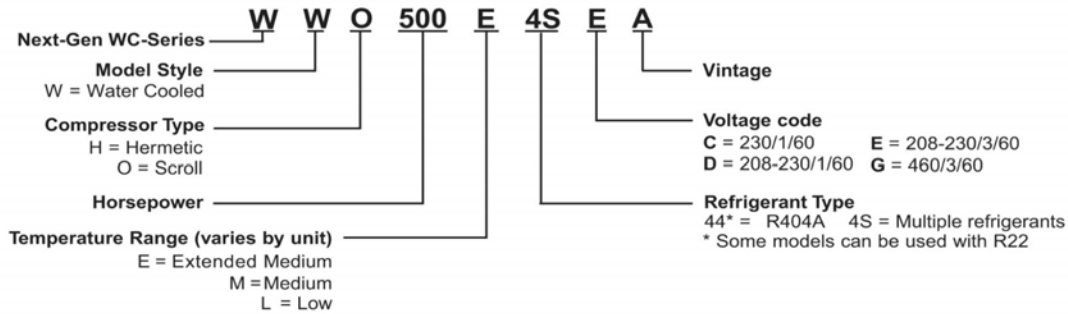 W W O 500 E 4S E A
Next-Gen WC-Series
Model Style
W = Water Cooled
Compressor Type
H = Hermetic
O = Scroll
Horsepower
Temperature Range (varies by unit)
E = Extended Medium
M =Medium
L = Low
Vintage
Voltage code
C = 230/1/60 E = 208-230/3/60
D = 208-230/1/60 G = 460/3/60
Refrigerant Type
44* = R404A 4S = Multiple refrigerants
* Some models can be used with R22